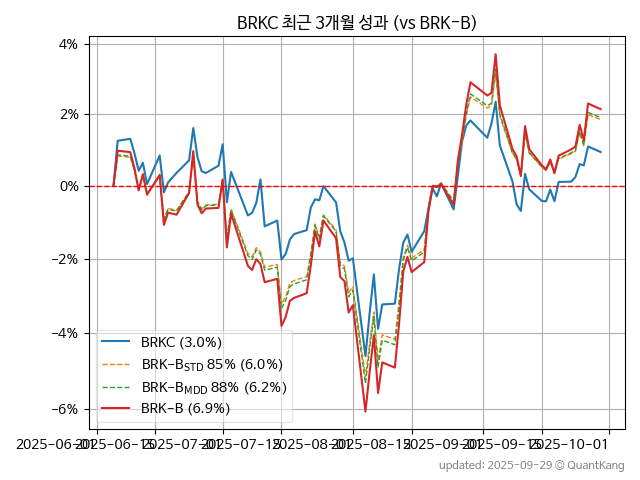 BRKC 최근 3개월 성과 (vs BRK−B)
4%
2%
0%
−2%
−4%
−6%
BRKC (3.0%)
BRK−B_STD 85% (6.0%)
BRK−B_MDD 88% (6.2%)
BRK−B (6.9%)
2025-06-01 2025-06-15 2025-07-01 2025-07-15 2025-08-01 2025-08-15 2025-09-01 2025-09-15 2025-10-01
updated: 2025-09-29 © QuantKang